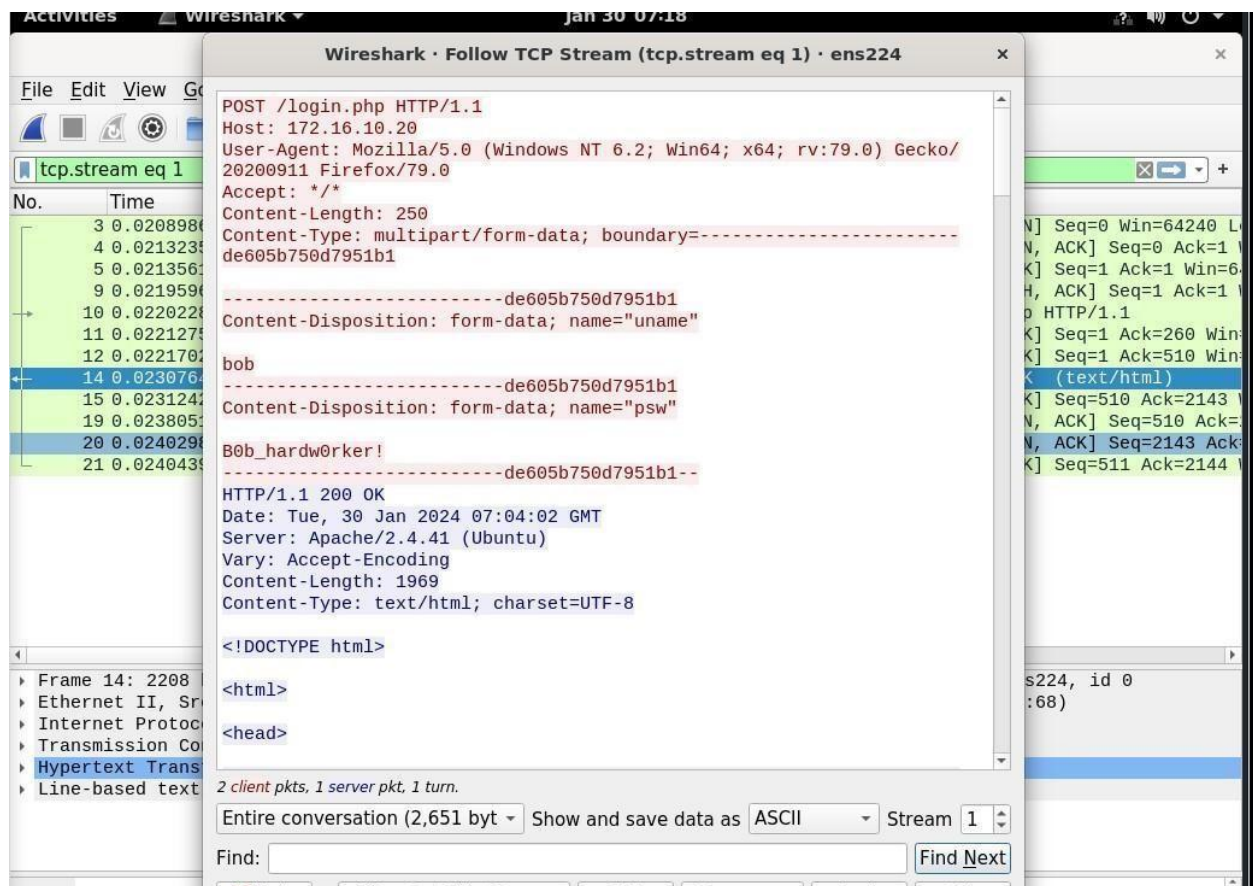 Activities Wireshark Jan 30 07:18
Wireshark · Follow TCP Stream (tcp.stream eq 1) · ens224
File Edit View
tcp.stream eq 1
No. Time
3 0.0208986
4 0.0213235
5 0.0213561
9 0.0219596
10 0.0220228
11 0.0221275
12 0.0221702
14 0.0230764
15 0.0231242
19 0.0238051
20 0.0240298
21 0.0240439
POST /login.php HTTP/1.1
Host: 172.16.10.20
User-Agent: Mozilla/5.0 (Windows NT 6.2; Win64; x64; rv:79.0) Gecko/
20200911 Firefox/79.0
Accept: */*
Content-Length: 250
Content-Type: multipart/form-data; boundary=------------------------
de605b750d7951b1
--------------------------de605b750d7951b1
Content-Disposition: form-data; name="uname"
bob
--------------------------de605b750d7951b1
Content-Disposition: form-data; name="psw"
B0b_hardw0rker!
--------------------------de605b750d7951b1--
HTTP/1.1 200 OK
Date: Tue, 30 Jan 2024 07:04:02 GMT
Server: Apache/2.4.41 (Ubuntu)
Vary: Accept-Encoding
Content-Length: 1969
Content-Type: text/html; charset=UTF-8
<!DOCTYPE html>
<html>
<head>
N] Seq=0 Win=64240
N, ACK] Seq=0 Ack=1
K] Seq=1 Ack=1 Win=6
H, ACK] Seq=1 Ack=1
p HTTP/1.1
K] Seq=1 Ack=260 Win
K] Seq=1 Ack=510 Win
K (text/html)
K] Seq=510 Ack=2143
N, ACK] Seq=510 Ack=
N, ACK] Seq=2143 Ack
K] Seq=511 Ack=2144
Frame 14: 2208
Ethernet II, Sr
Internet Protoc
Transmission Co
Hypertext Trans
Line-based text
s224, id 0
:68)
2 client pkts, 1 server pkt, 1 turn.
Entire conversation (2,651 byt Show and save data as ASCII Stream 1
Find: Find Next